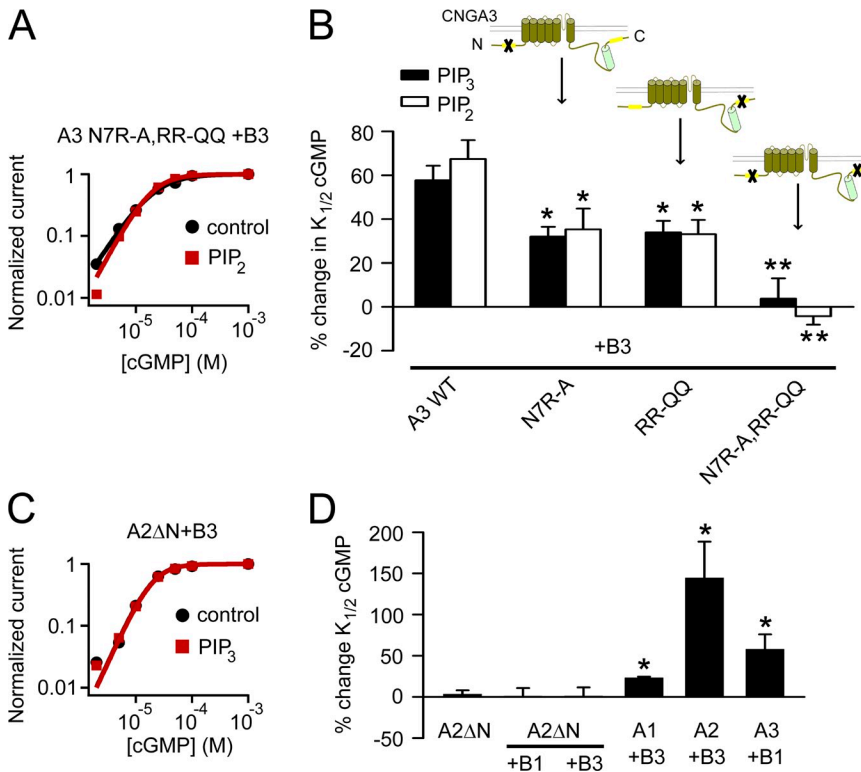 A
A3 N7R-A,RR-QQ +B3
Normalized current
1
0.1
0.01
control
PIP2
10-5 10-4 10-3
[cGMP] (M)
B
CNGA3
N
C
PIP3
PIP2
% change in K1/2 cGMP
80
60
40
20
0
-20
* *
* *
**
**
+B3
A3 WT
N7R-A
RR-QQ
N7R-A,RR-QQ
C
A2ΔN+B3
Normalized current
1
0.1
0.01
control
PIP3
10-5 10-4 10-3
[cGMP] (M)
D
% change K1/2 cGMP
200
150
100
50
0
-50
*
*
*
A2ΔN A2ΔN A1 A2 A3
+B1 +B3 +B3 +B3 +B1